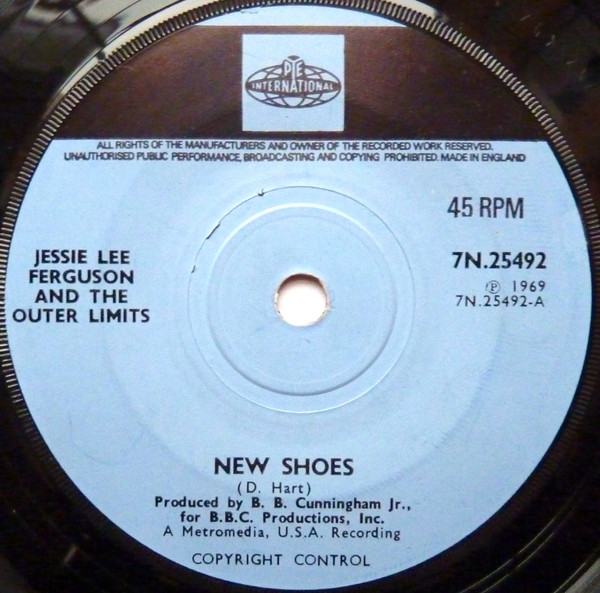 PYE
INTERNATIONAL
ALL RIGHTS OF THE MANUFACTURERS AND OWNER OF THE RECORDED WORK RESERVED.
UNAUTHORISED PUBLIC PERFORMANCE, BROADCASTING AND COPYING PROHIBITED. MADE IN ENGLAND
45 RPM
JESSIE LEE
FERGUSON
AND THE
OUTER LIMITS
7N.25492
℗ 1969
7N.25492-A
NEW SHOES
(D. Hart)
Produced by B. B. Cunningham Jr.,
for B.B.C. Productions, Inc.
A Metromedia, U.S.A. Recording
COPYRIGHT CONTROL